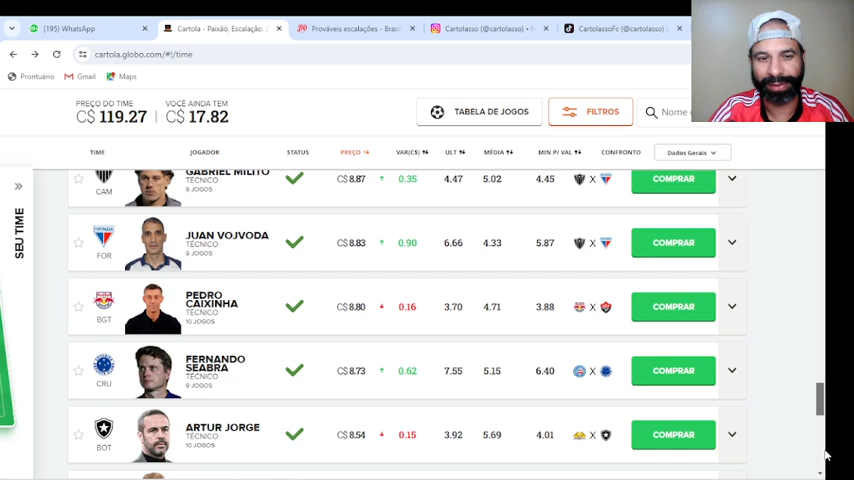 (195) WhatsApp
Cartola - Paixão, Escalação,
Prováveis escalações - Brasil
Cartolasso (@cartolasso) •
CartolassoFc (@cartolasso)
cartola.globo.com/#!/time
Prontuário
Gmail
Maps
PREÇO DO TIME
C$ 119.27
VOCÊ AINDA TEM
C$ 17.82
TABELA DE JOGOS
FILTROS
Nome
TIME JOGADOR STATUS PREÇO VAR(C$) ULT MÉDIA MIN P/ VAL CONFRONTO Dados Gerais
SEU TIME
CAM
GABRIEL MILITO
TÉCNICO
9 JOGOS
C$ 8.87 0.35 4.47 5.02 4.45 X COMPRAR
FOR
JUAN VOJVODA
TÉCNICO
9 JOGOS
C$ 8.83 0.90 6.66 4.33 5.87 X COMPRAR
BGT
PEDRO
CAIXINHA
TÉCNICO
10 JOGOS
C$ 8.80 0.16 3.70 4.71 3.88 X COMPRAR
CRU
FERNANDO
SEABRA
TÉCNICO
9 JOGOS
C$ 8.73 0.62 7.55 5.15 6.40 X COMPRAR
BOT
ARTUR JORGE
TÉCNICO
10 JOGOS
C$ 8.54 0.15 3.92 5.69 4.01 X COMPRAR